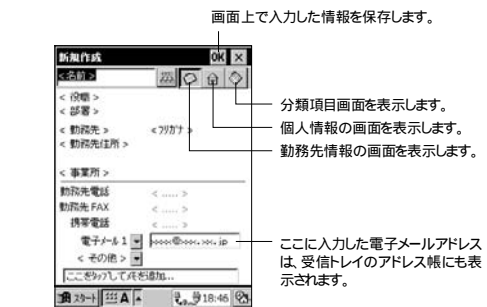 画面上で入力した情報を保存します。
新規作成 OK ×
<名前>
< 役職 >
< 部署 >
< 勤務先 > <フリガナ >
< 勤務先住所 >
< 事業所 >
勤務先電話 < ..... >
勤務先 FAX < ..... >
携帯電話 < ..... >
電子メール 1
< その他 >
ここをタップしてメモを追加...
スタート A 18:46
分類項目画面を表示します。
個人情報の画面を表示します。
勤務先情報の画面を表示します。
ここに入力した電子メールアドレス
は、受信トレイのアドレス帳にも表
示されます。